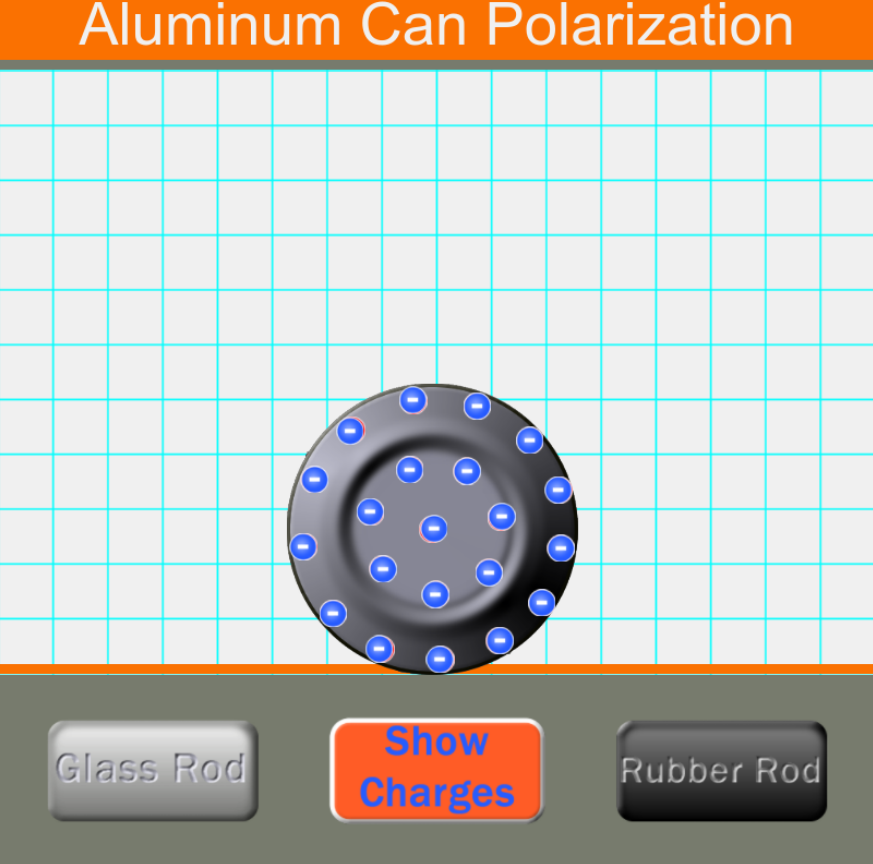 Aluminum Can Polarization
Glass Rod
Show
Charges
Rubber Rod